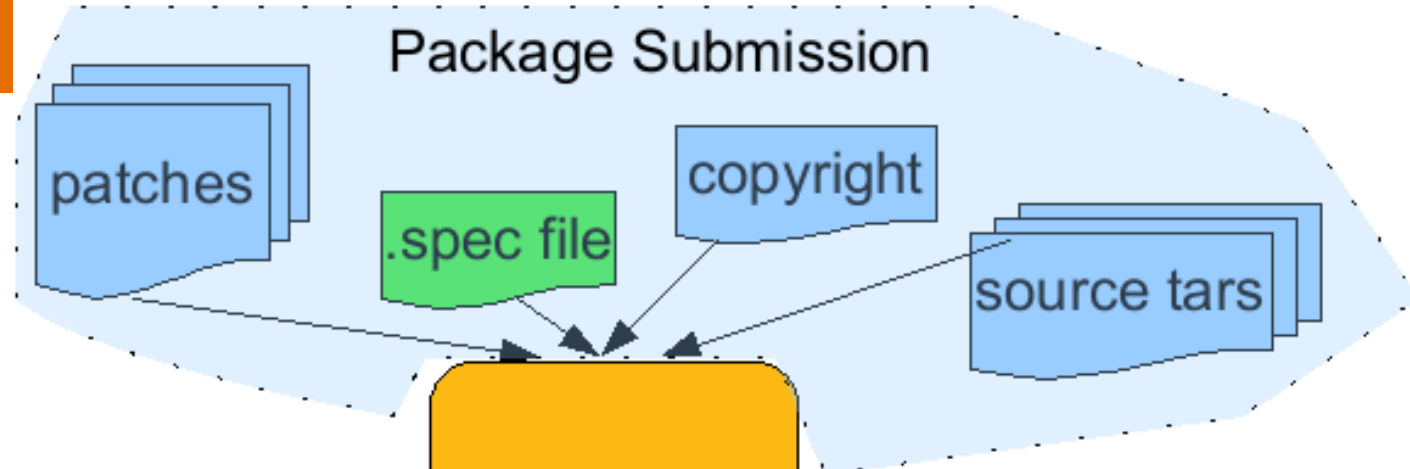 Package Submission
patches
.spec file
copyright
source tars